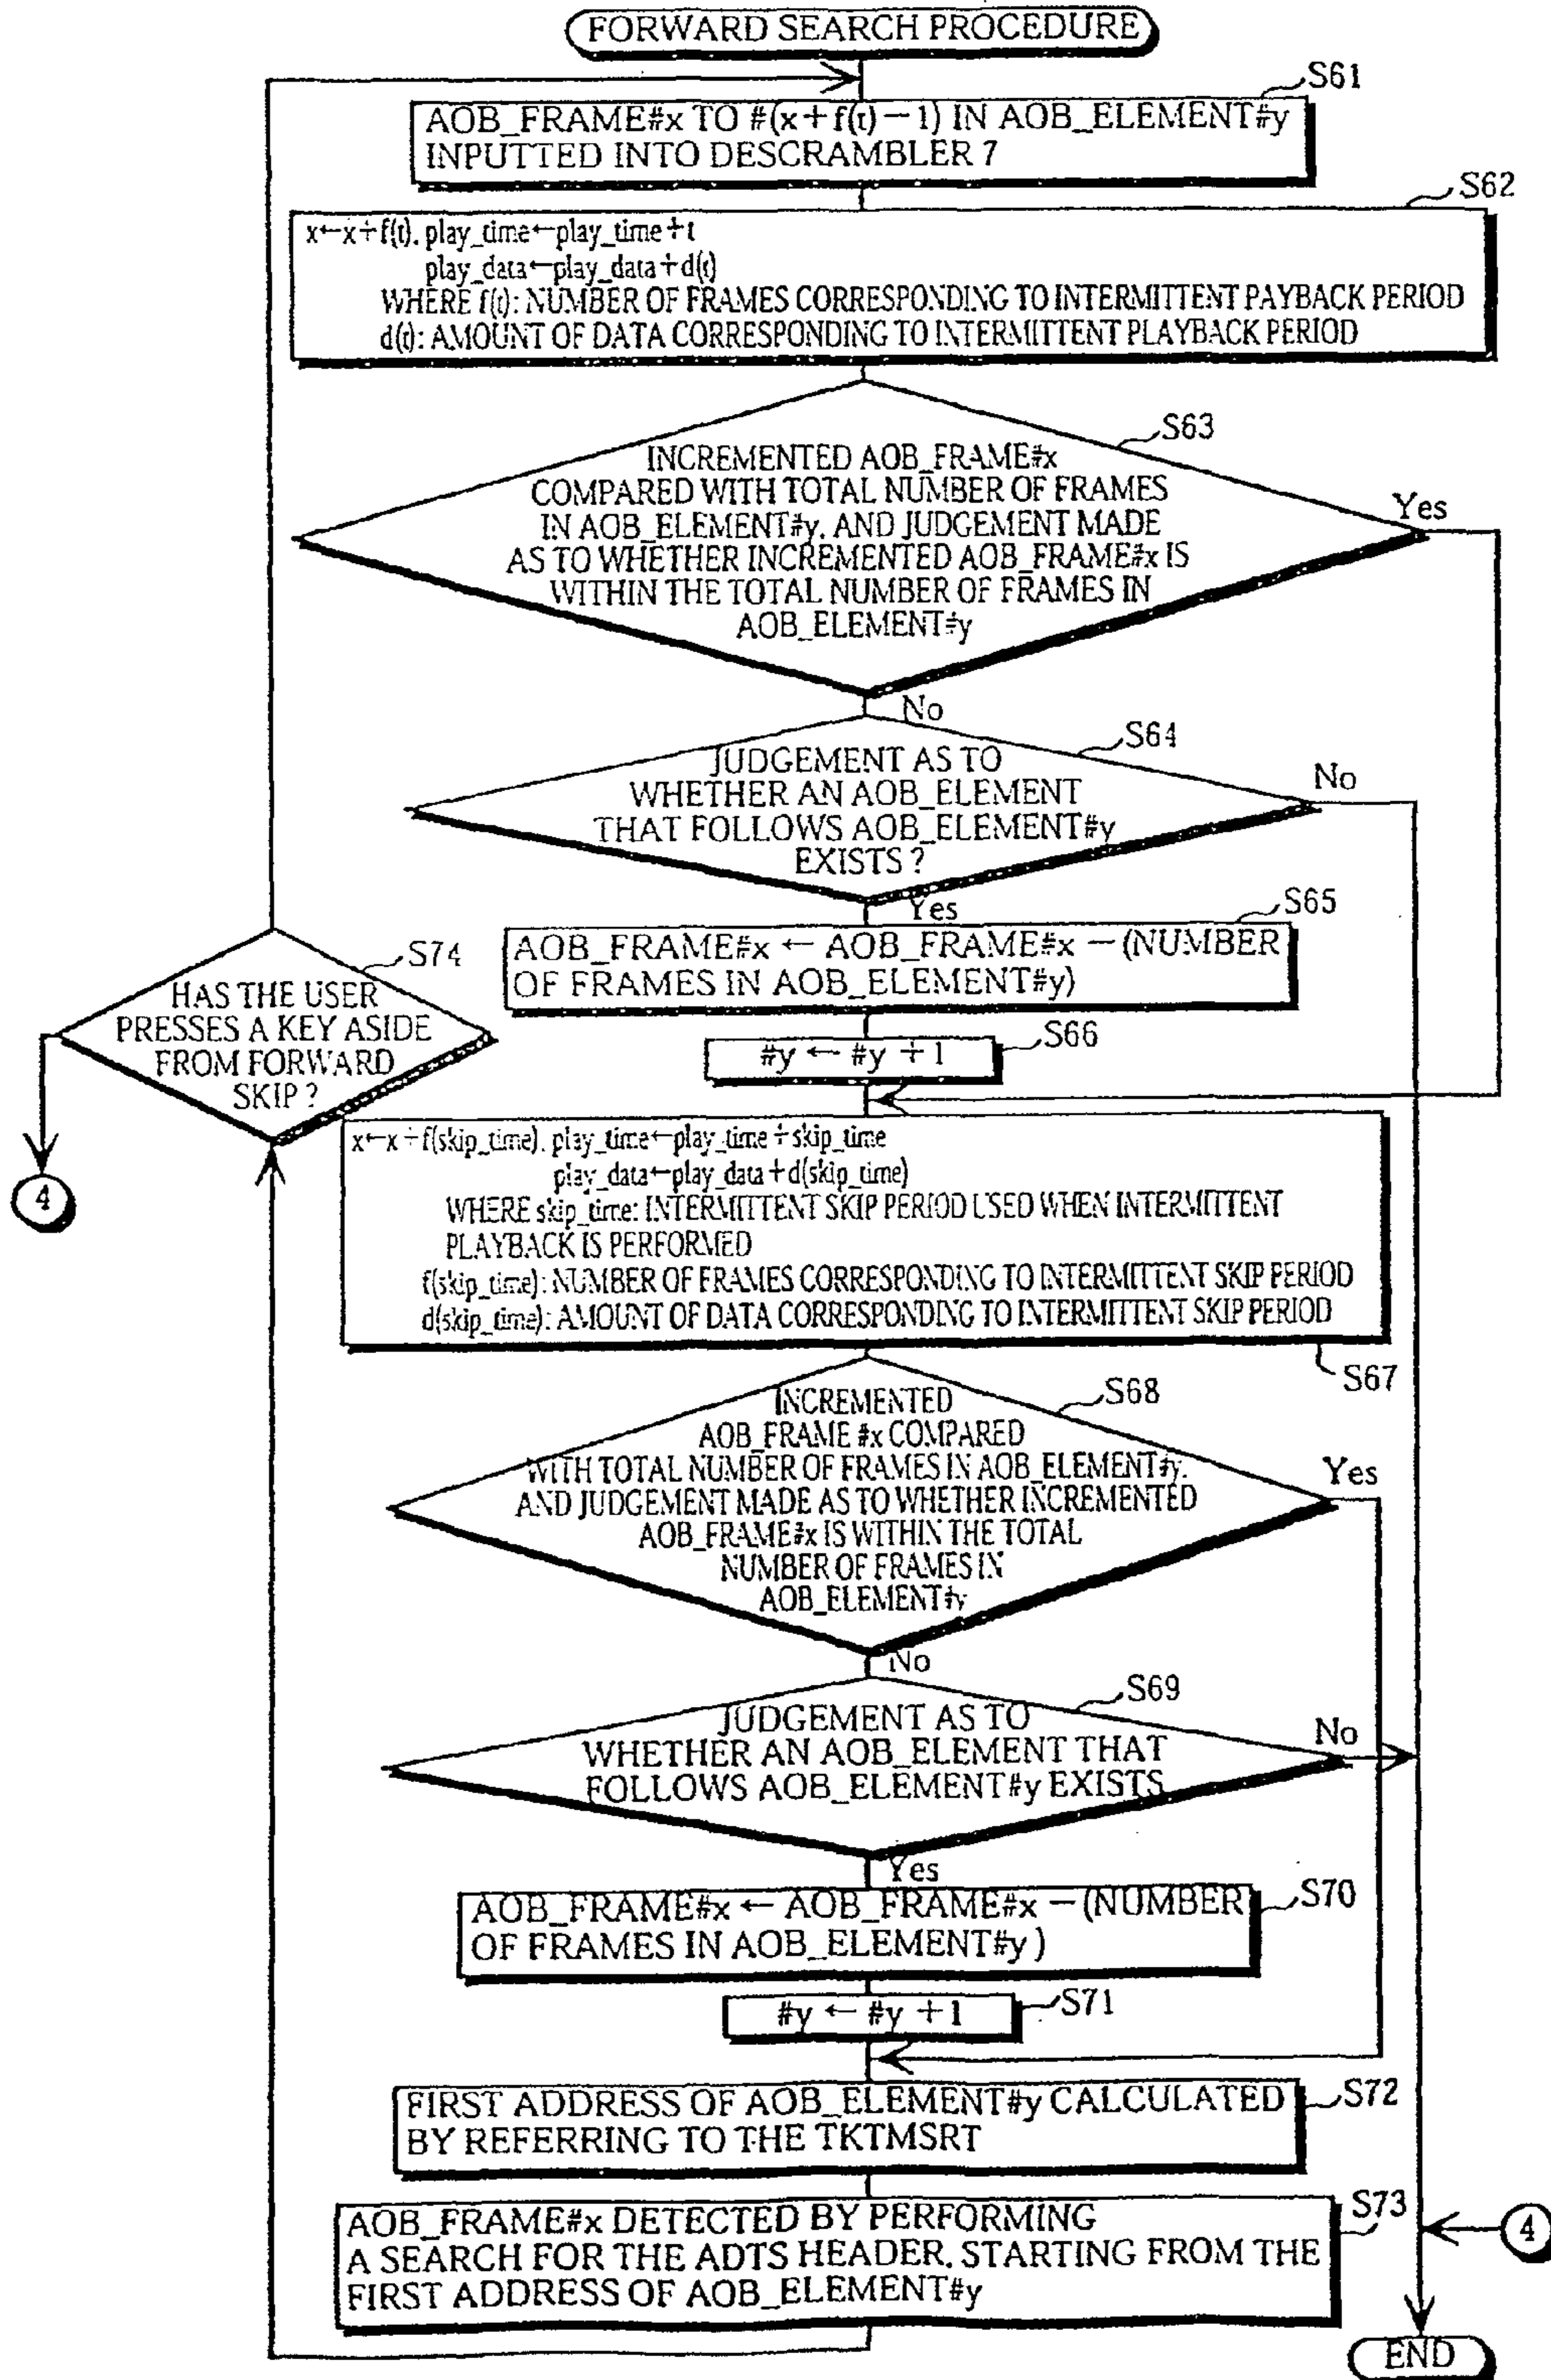 FORWARD SEARCH PROCEDURE
S61
AOB_FRAME#x TO #(x+f(t)−1) IN AOB_ELEMENT#y
INPUTTED INTO DESCRAMBLER 7
S62
x←x+f(t), play_time←play_time+t
play_data←play_data+d(t)
WHERE f(t): NUMBER OF FRAMES CORRESPONDING TO INTERMITTENT PAYBACK PERIOD
d(t): AMOUNT OF DATA CORRESPONDING TO INTERMITTENT PLAYBACK PERIOD
S63
INCREMENTED AOB_FRAME#x
COMPARED WITH TOTAL NUMBER OF FRAMES
IN AOB_ELEMENT#y, AND JUDGEMENT MADE
AS TO WHETHER INCREMENTED AOB_FRAME#x IS
WITHIN THE TOTAL NUMBER OF FRAMES IN
AOB_ELEMENT#y
Yes
No
S64
JUDGEMENT AS TO
WHETHER AN AOB_ELEMENT
THAT FOLLOWS AOB_ELEMENT#y
EXISTS ?
No
Yes
S65
AOB_FRAME#x ← AOB_FRAME#x −(NUMBER
OF FRAMES IN AOB_ELEMENT#y)
S74
HAS THE USER
PRESSES A KEY ASIDE
FROM FORWARD
SKIP ?
4
S66
#y ← #y +1
x←x+f(skip_time), play_time←play_time+skip_time
play_data←play_data+d(skip_time)
WHERE skip_time: INTERMITTENT SKIP PERIOD USED WHEN INTERMITTENT
PLAYBACK IS PERFORMED
f(skip_time): NUMBER OF FRAMES CORRESPONDING TO INTERMITTENT SKIP PERIOD
d(skip_time): AMOUNT OF DATA CORRESPONDING TO INTERMITTENT SKIP PERIOD
S67
S68
INCREMENTED
AOB_FRAME #x COMPARED
WITH TOTAL NUMBER OF FRAMES IN AOB_ELEMENT#y,
AND JUDGEMENT MADE AS TO WHETHER INCREMENTED
AOB_FRAME#x IS WITHIN THE TOTAL
NUMBER OF FRAMES IN
AOB_ELEMENT#y
Yes
No
S69
JUDGEMENT AS TO
WHETHER AN AOB_ELEMENT THAT
FOLLOWS AOB_ELEMENT#y EXISTS
No
Yes
S70
AOB_FRAME#x ← AOB_FRAME#x −(NUMBER
OF FRAMES IN AOB_ELEMENT#y )
S71
#y ← #y +1
S72
FIRST ADDRESS OF AOB_ELEMENT#y CALCULATED
BY REFERRING TO THE TKTMSRT
S73
AOB_FRAME#x DETECTED BY PERFORMING
A SEARCH FOR THE ADTS HEADER, STARTING FROM THE
FIRST ADDRESS OF AOB_ELEMENT#y
4
END